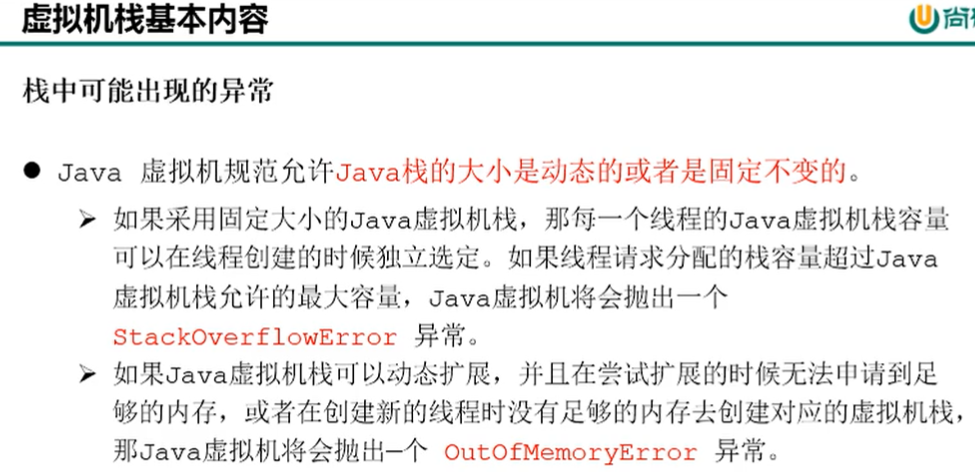 虚拟机栈基本内容
尚
栈中可能出现的异常
● Java 虚拟机规范允许Java栈的大小是动态的或者是固定不变的。
➢ 如果采用固定大小的Java虚拟机栈，那每一个线程的Java虚拟机栈容量
可以在线程创建的时候独立选定。如果线程请求分配的栈容量超过Java
虚拟机栈允许的最大容量，Java虚拟机将会抛出一个
StackOverflowError 异常。
➢ 如果Java虚拟机栈可以动态扩展，并且在尝试扩展的时候无法申请到足
够的内存，或者在创建新的线程时没有足够的内存去创建对应的虚拟机栈，
那Java虚拟机将会抛出一个 OutOfMemoryError 异常。